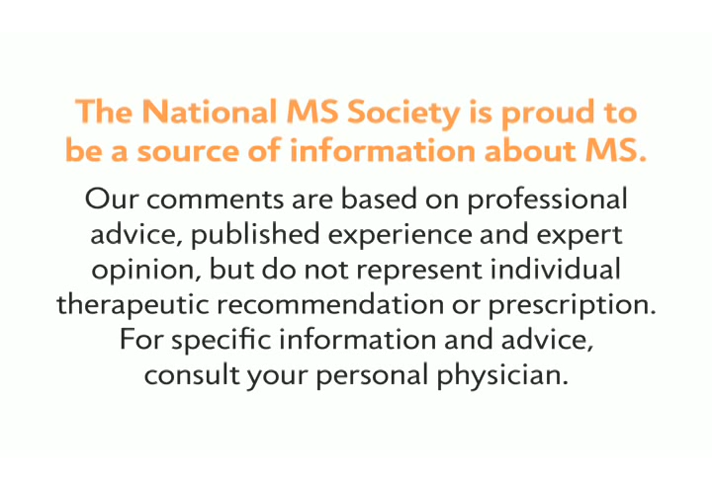 The National MS Society is proud to
be a source of information about MS.
Our comments are based on professional
advice, published experience and expert
opinion, but do not represent individual
therapeutic recommendation or prescription.
For specific information and advice,
consult your personal physician.